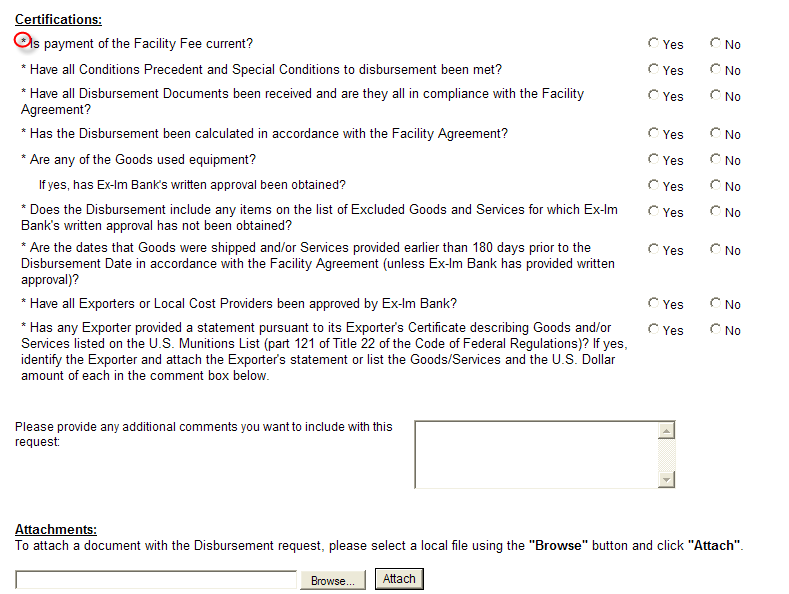 Certifications:
* Is payment of the Facility Fee current? Yes No
* Have all Conditions Precedent and Special Conditions to disbursement been met? Yes No
* Have all Disbursement Documents been received and are they all in compliance with the Facility Yes No
Agreement?
* Has the Disbursement been calculated in accordance with the Facility Agreement? Yes No
* Are any of the Goods used equipment? Yes No
If yes, has Ex-Im Bank's written approval been obtained? Yes No
* Does the Disbursement include any items on the list of Excluded Goods and Services for which Ex-Im Yes No
Bank's written approval has not been obtained?
* Are the dates that Goods were shipped and/or Services provided earlier than 180 days prior to the Yes No
Disbursement Date in accordance with the Facility Agreement (unless Ex-Im Bank has provided written
approval)?
* Have all Exporters or Local Cost Providers been approved by Ex-Im Bank? Yes No
* Has any Exporter provided a statement pursuant to its Exporter's Certificate describing Goods and/or Yes No
Services listed on the U.S. Munitions List (part 121 of Title 22 of the Code of Federal Regulations)? If yes,
identify the Exporter and attach the Exporter's statement or list the Goods/Services and the U.S. Dollar
amount of each in the comment box below.
Please provide any additional comments you want to include with this
request:
Attachments:
To attach a document with the Disbursement request, please select a local file using the "Browse" button and click "Attach".
Browse... Attach